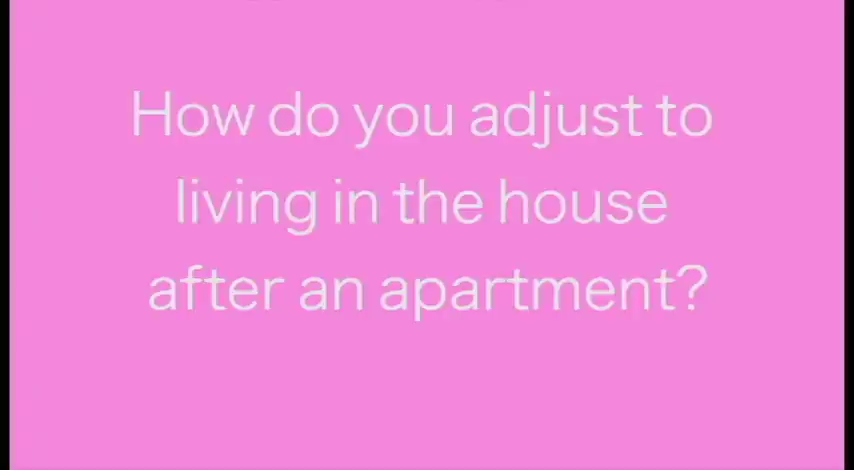 How do you adjust to
living in the house
after an apartment?